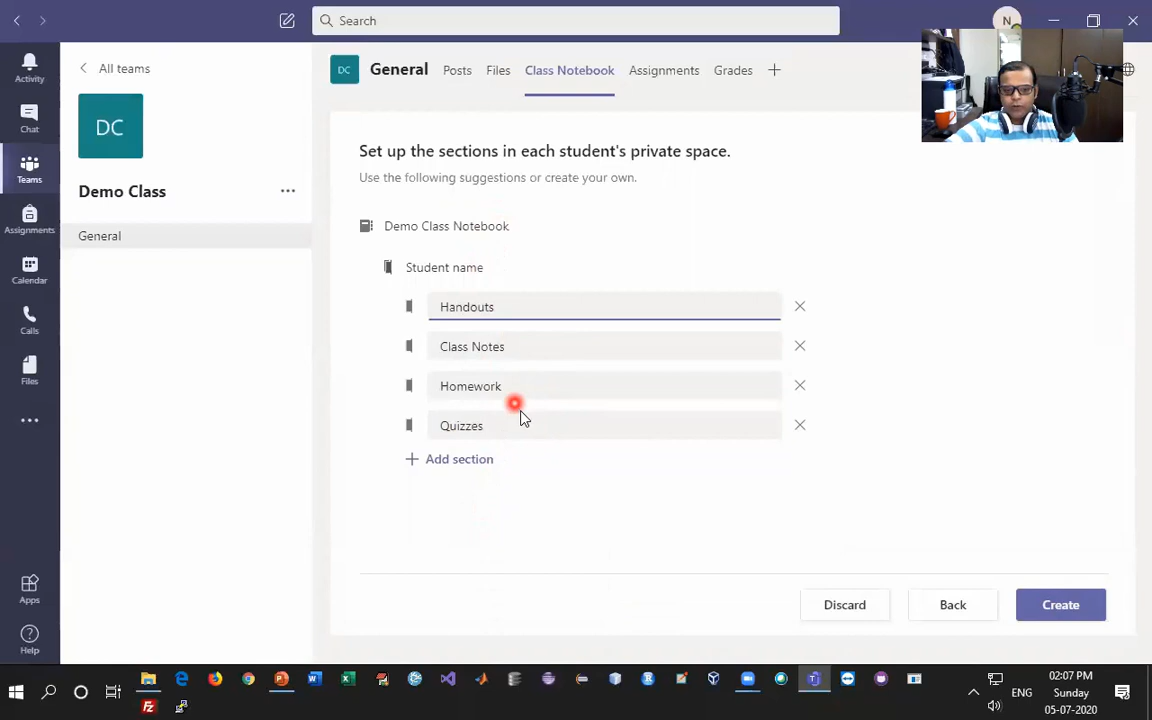 Search
N
Activity
Chat
Teams
Assignments
Calendar
Calls
Files
Apps
Help
All teams
DC
Demo Class
General
DC
General
Posts
Files
Class Notebook
Assignments
Grades
Set up the sections in each student's private space.
Use the following suggestions or create your own.
Demo Class Notebook
Student name
Handouts
Class Notes
Homework
Quizzes
Add section
Discard
Back
Create
ENG
02:07 PM
Sunday
05-07-2020